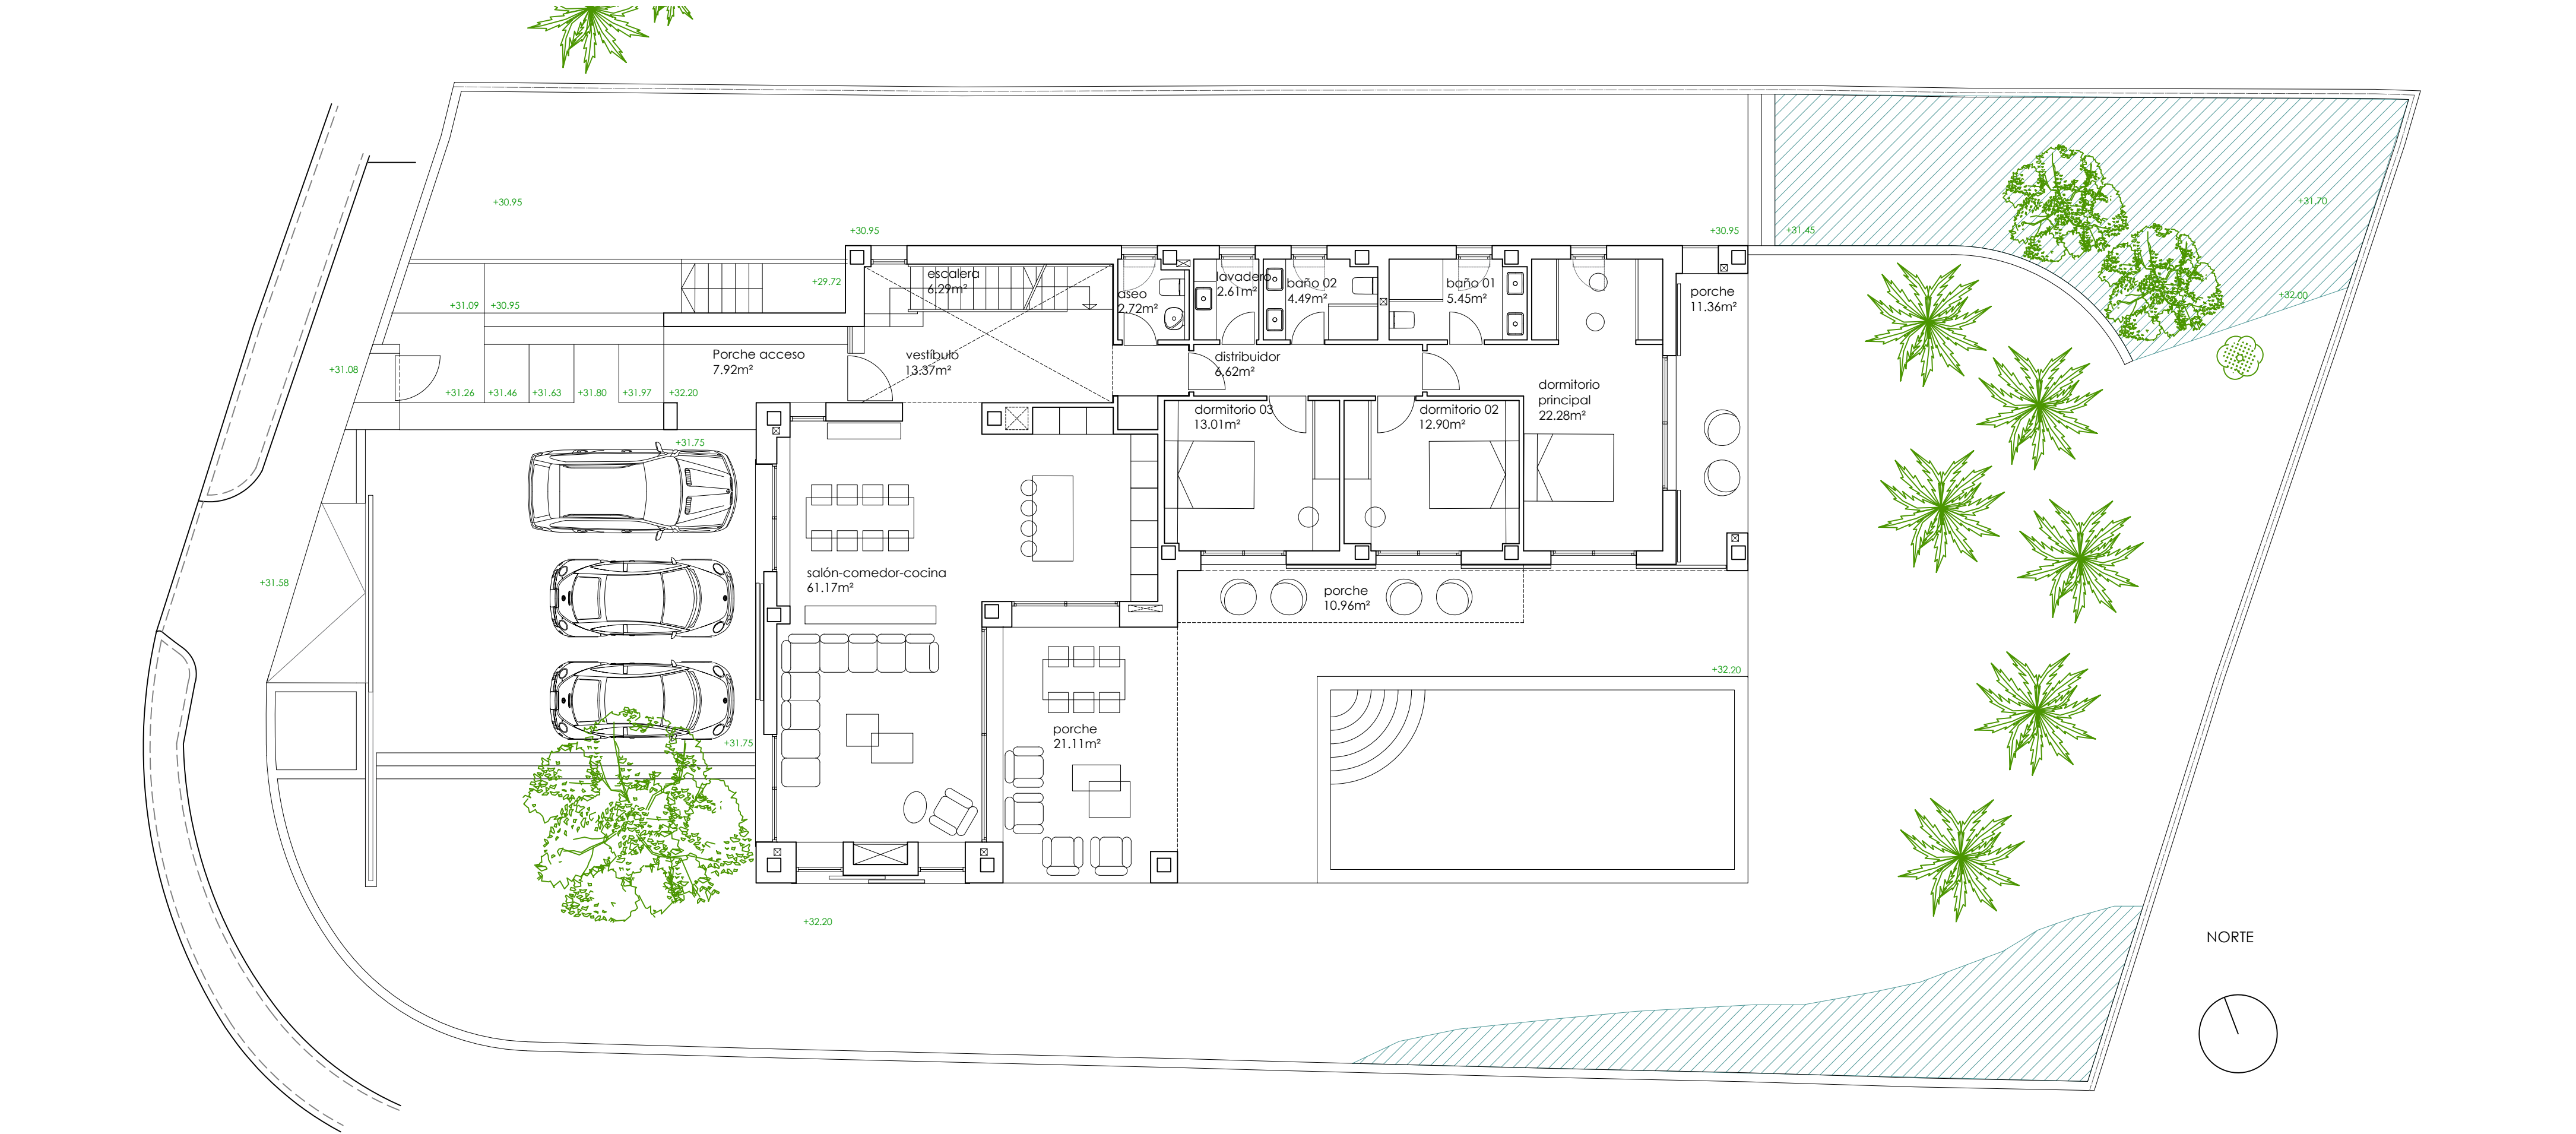 +30.95
+30.95
+30.95
+31.45
+31.70
+32.00
+29.72
+31.09
+30.95
escalera
6.29m²
aseo
2.72m²
lavadero
2.61m²
baño 02
4.49m²
baño 01
5.45m²
porche
11.36m²
Porche acceso
7.92m²
vestíbulo
13.37m²
distribuidor
6.62m²
+31.08
+31.26
+31.46
+31.63
+31.80
+31.97
+32.20
dormitorio
principal
22.28m²
dormitorio 03
13.01m²
dormitorio 02
12.90m²
+31.75
salón-comedor-cocina
61.17m²
+31.58
porche
10.96m²
+32.20
porche
21.11m²
+31.75
+32.20
NORTE